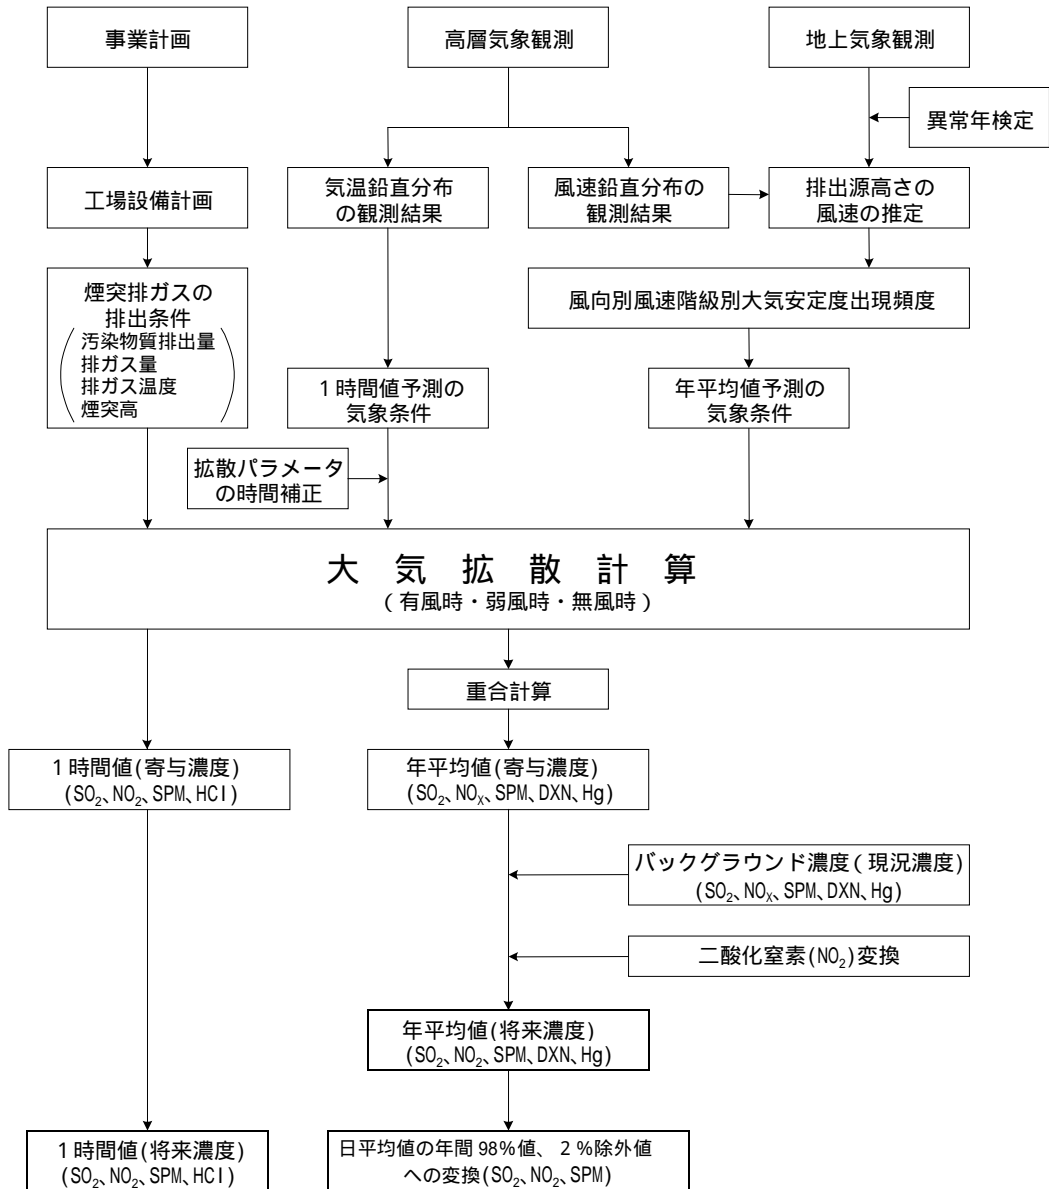 事業計画
高層気象観測
地上気象観測
異常年検定
工場設備計画
気温鉛直分布
の観測結果
風速鉛直分布の
観測結果
排出源高さの
風速の推定
煙突排ガスの
排出条件
汚染物質排出量
排ガス量
排ガス温度
煙突高
風向別風速階級別大気安定度出現頻度
1時間値予測の
気象条件
年平均値予測の
気象条件
拡散パラメータ
の時間補正
大気拡散計算
(有風時・弱風時・無風時)
重合計算
1時間値(寄与濃度)
(SO₂、NO₂、SPM、HCl)
年平均値(寄与濃度)
(SO₂、NOₓ、SPM、DXN、Hg)
バックグラウンド濃度(現況濃度)
(SO₂、NOₓ、SPM、DXN、Hg)
二酸化窒素(NO₂)変換
年平均値(将来濃度)
(SO₂、NO₂、SPM、DXN、Hg)
1時間値(将来濃度)
(SO₂、NO₂、SPM、HCl)
日平均値の年間98%値、2%除外値
への変換(SO₂、NO₂、SPM)